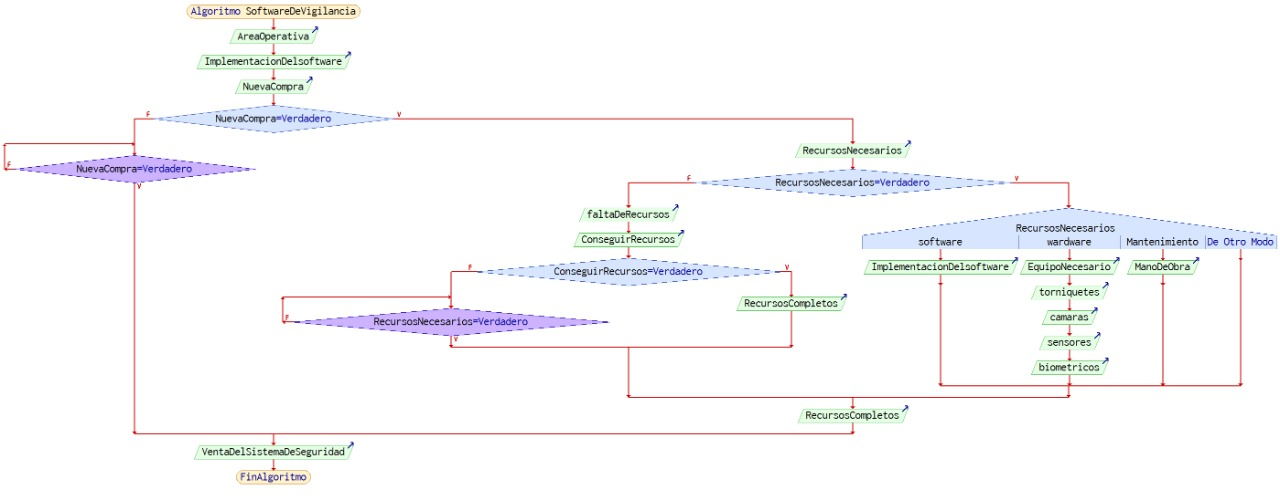 Algoritmo SoftwareDeVigilancia
AreaOperativa
ImplementacionDelsoftware
NuevaCompra
F
NuevaCompra=Verdadero
V
F
NuevaCompra=Verdadero
V
RecursosNecesarios
F
RecursosNecesarios=Verdadero
V
faltaDeRecursos
ConseguirRecursos
F
ConseguirRecursos=Verdadero
V
F
RecursosNecesarios=Verdadero
V
RecursosCompletos
RecursosNecesarios
software
wardware
Mantenimiento
De Otro Modo
ImplementacionDelsoftware
EquipoNecesario
ManoDeObra
torniquetes
camaras
sensores
biometricos
RecursosCompletos
VentaDelSistemaDeSeguridad
FinAlgoritmo